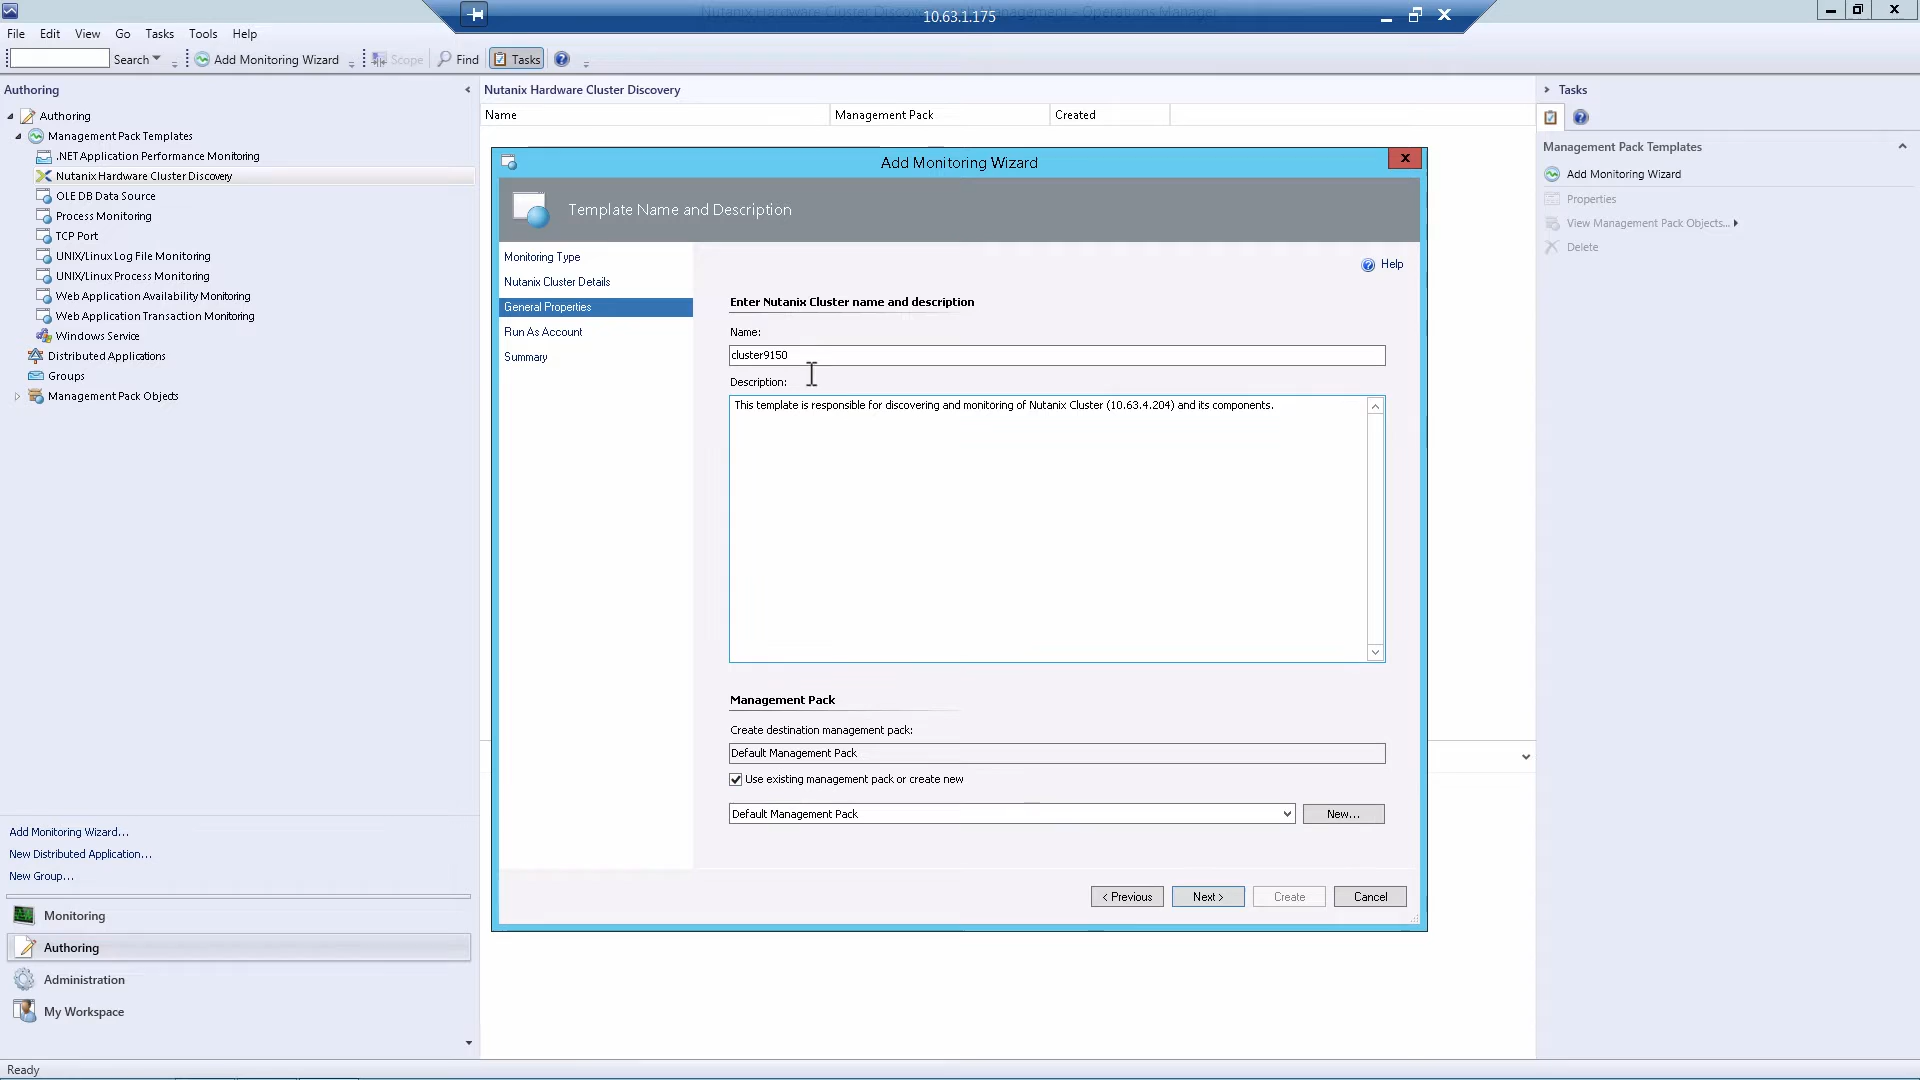 Nutanix Hardware Cluster Discovery - Management - Operations Manager
10.63.1.175
File Edit View Go Tasks Tools Help
Search Add Monitoring Wizard Scope Find Tasks
Authoring
Authoring
Management Pack Templates
.NET Application Performance Monitoring
Nutanix Hardware Cluster Discovery
OLE DB Data Source
Process Monitoring
TCP Port
UNIX/Linux Log File Monitoring
UNIX/Linux Process Monitoring
Web Application Availability Monitoring
Web Application Transaction Monitoring
Windows Service
Distributed Applications
Groups
Management Pack Objects
Add Monitoring Wizard...
New Distributed Application...
New Group...
Monitoring
Authoring
Administration
My Workspace
Ready
Nutanix Hardware Cluster Discovery
Name Management Pack Created
Add Monitoring Wizard
Template Name and Description
Monitoring Type
Nutanix Cluster Details
General Properties
Run As Account
Summary
Help
Enter Nutanix Cluster name and description
Name:
cluster9150
Description:
This template is responsible for discovering and monitoring of Nutanix Cluster (10.63.4.204) and its components.
Management Pack
Create destination management pack:
Default Management Pack
Use existing management pack or create new
Default Management Pack New...
< Previous Next > Create Cancel
Tasks
Management Pack Templates
Add Monitoring Wizard
Properties
View Management Pack Objects...
Delete